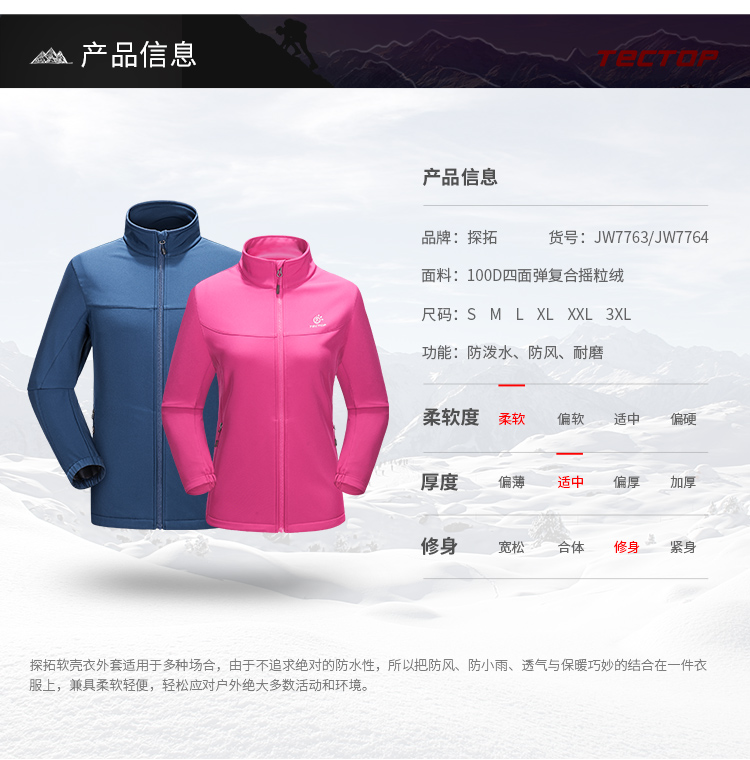 产品信息
TECTOP
产品信息
品牌：探拓 货号：JW7763/JW7764
面料：100D四面弹复合摇粒绒
尺码：S M L XL XXL 3XL
功能：防泼水、防风、耐磨
柔软度 柔软 偏软 适中 偏硬
厚度 偏薄 适中 偏厚 加厚
修身 宽松 合体 修身 紧身
TECTOP
探拓软壳衣外套适用于多种场合，由于不追求绝对的防水性，所以把防风、防小雨、透气与保暖巧妙的结合在一件衣
服上，兼具柔软轻便，轻松应对户外绝大多数活动和环境。